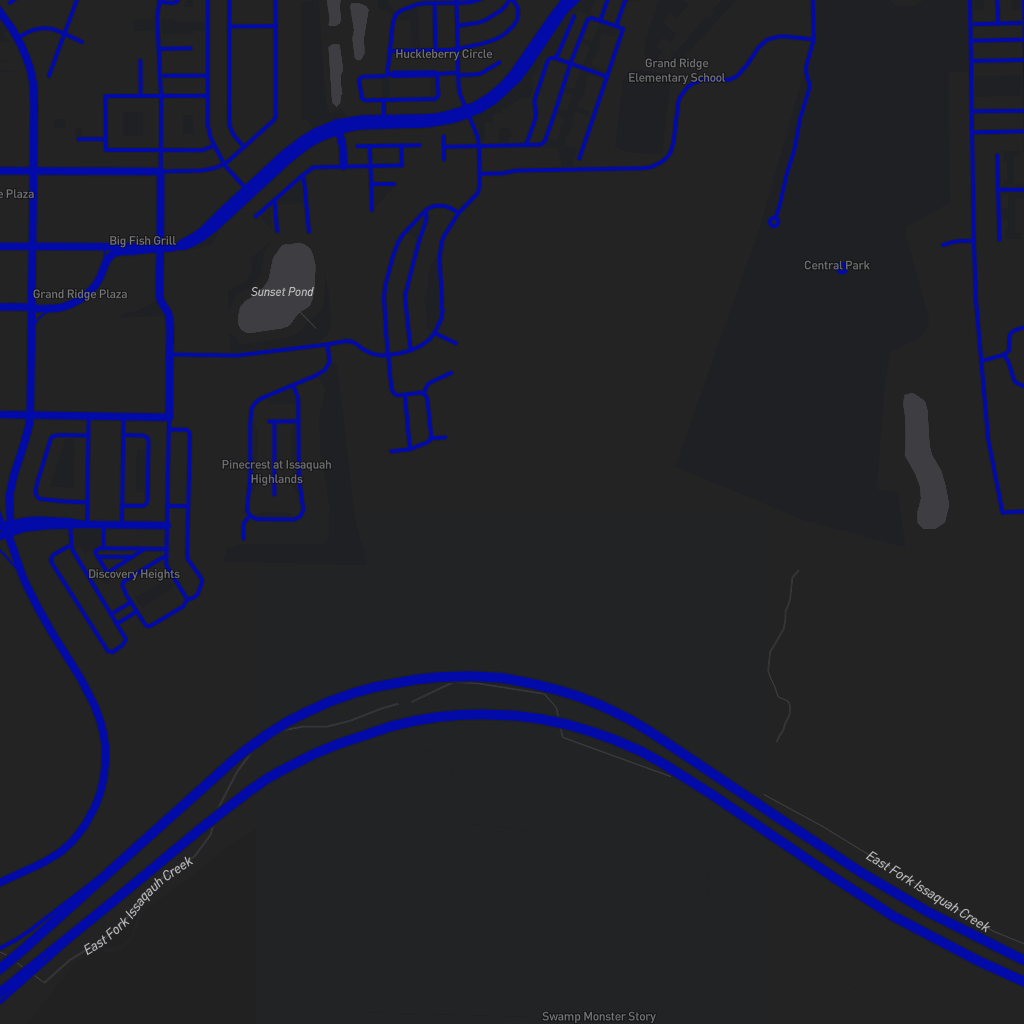 Huckleberry Circle
Grand Ridge
Elementary School
e Plaza
Big Fish Grill
Central Park
Sunset Pond
Grand Ridge Plaza
Pinecrest at Issaquah
Highlands
Discovery Heights
East Fork Issaqauh Creek
East Fork Issaquah Creek
Swamp Monster Story